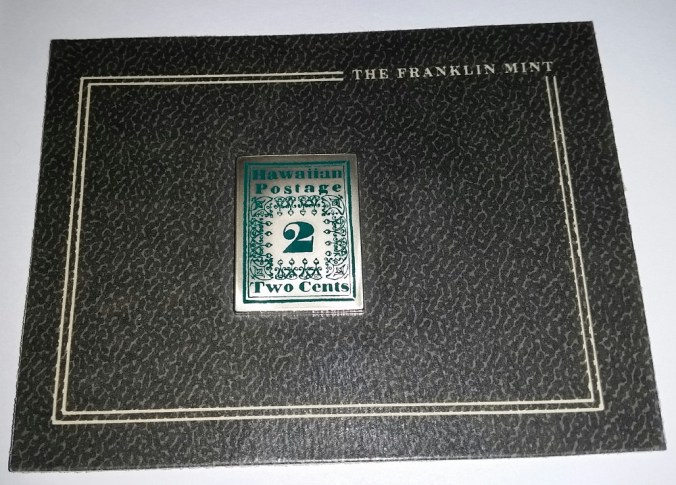 THE FRANKLIN MINT
Hawaiian
Postage
2
Two Cents